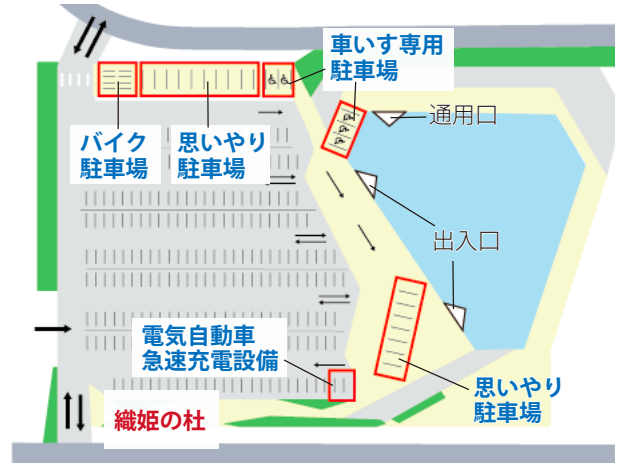 車いす専用
駐車場
通用口
バイク
駐車場
思いやり
駐車場
出入口
電気自動車
急速充電設備
思いやり
駐車場
織姫の杜